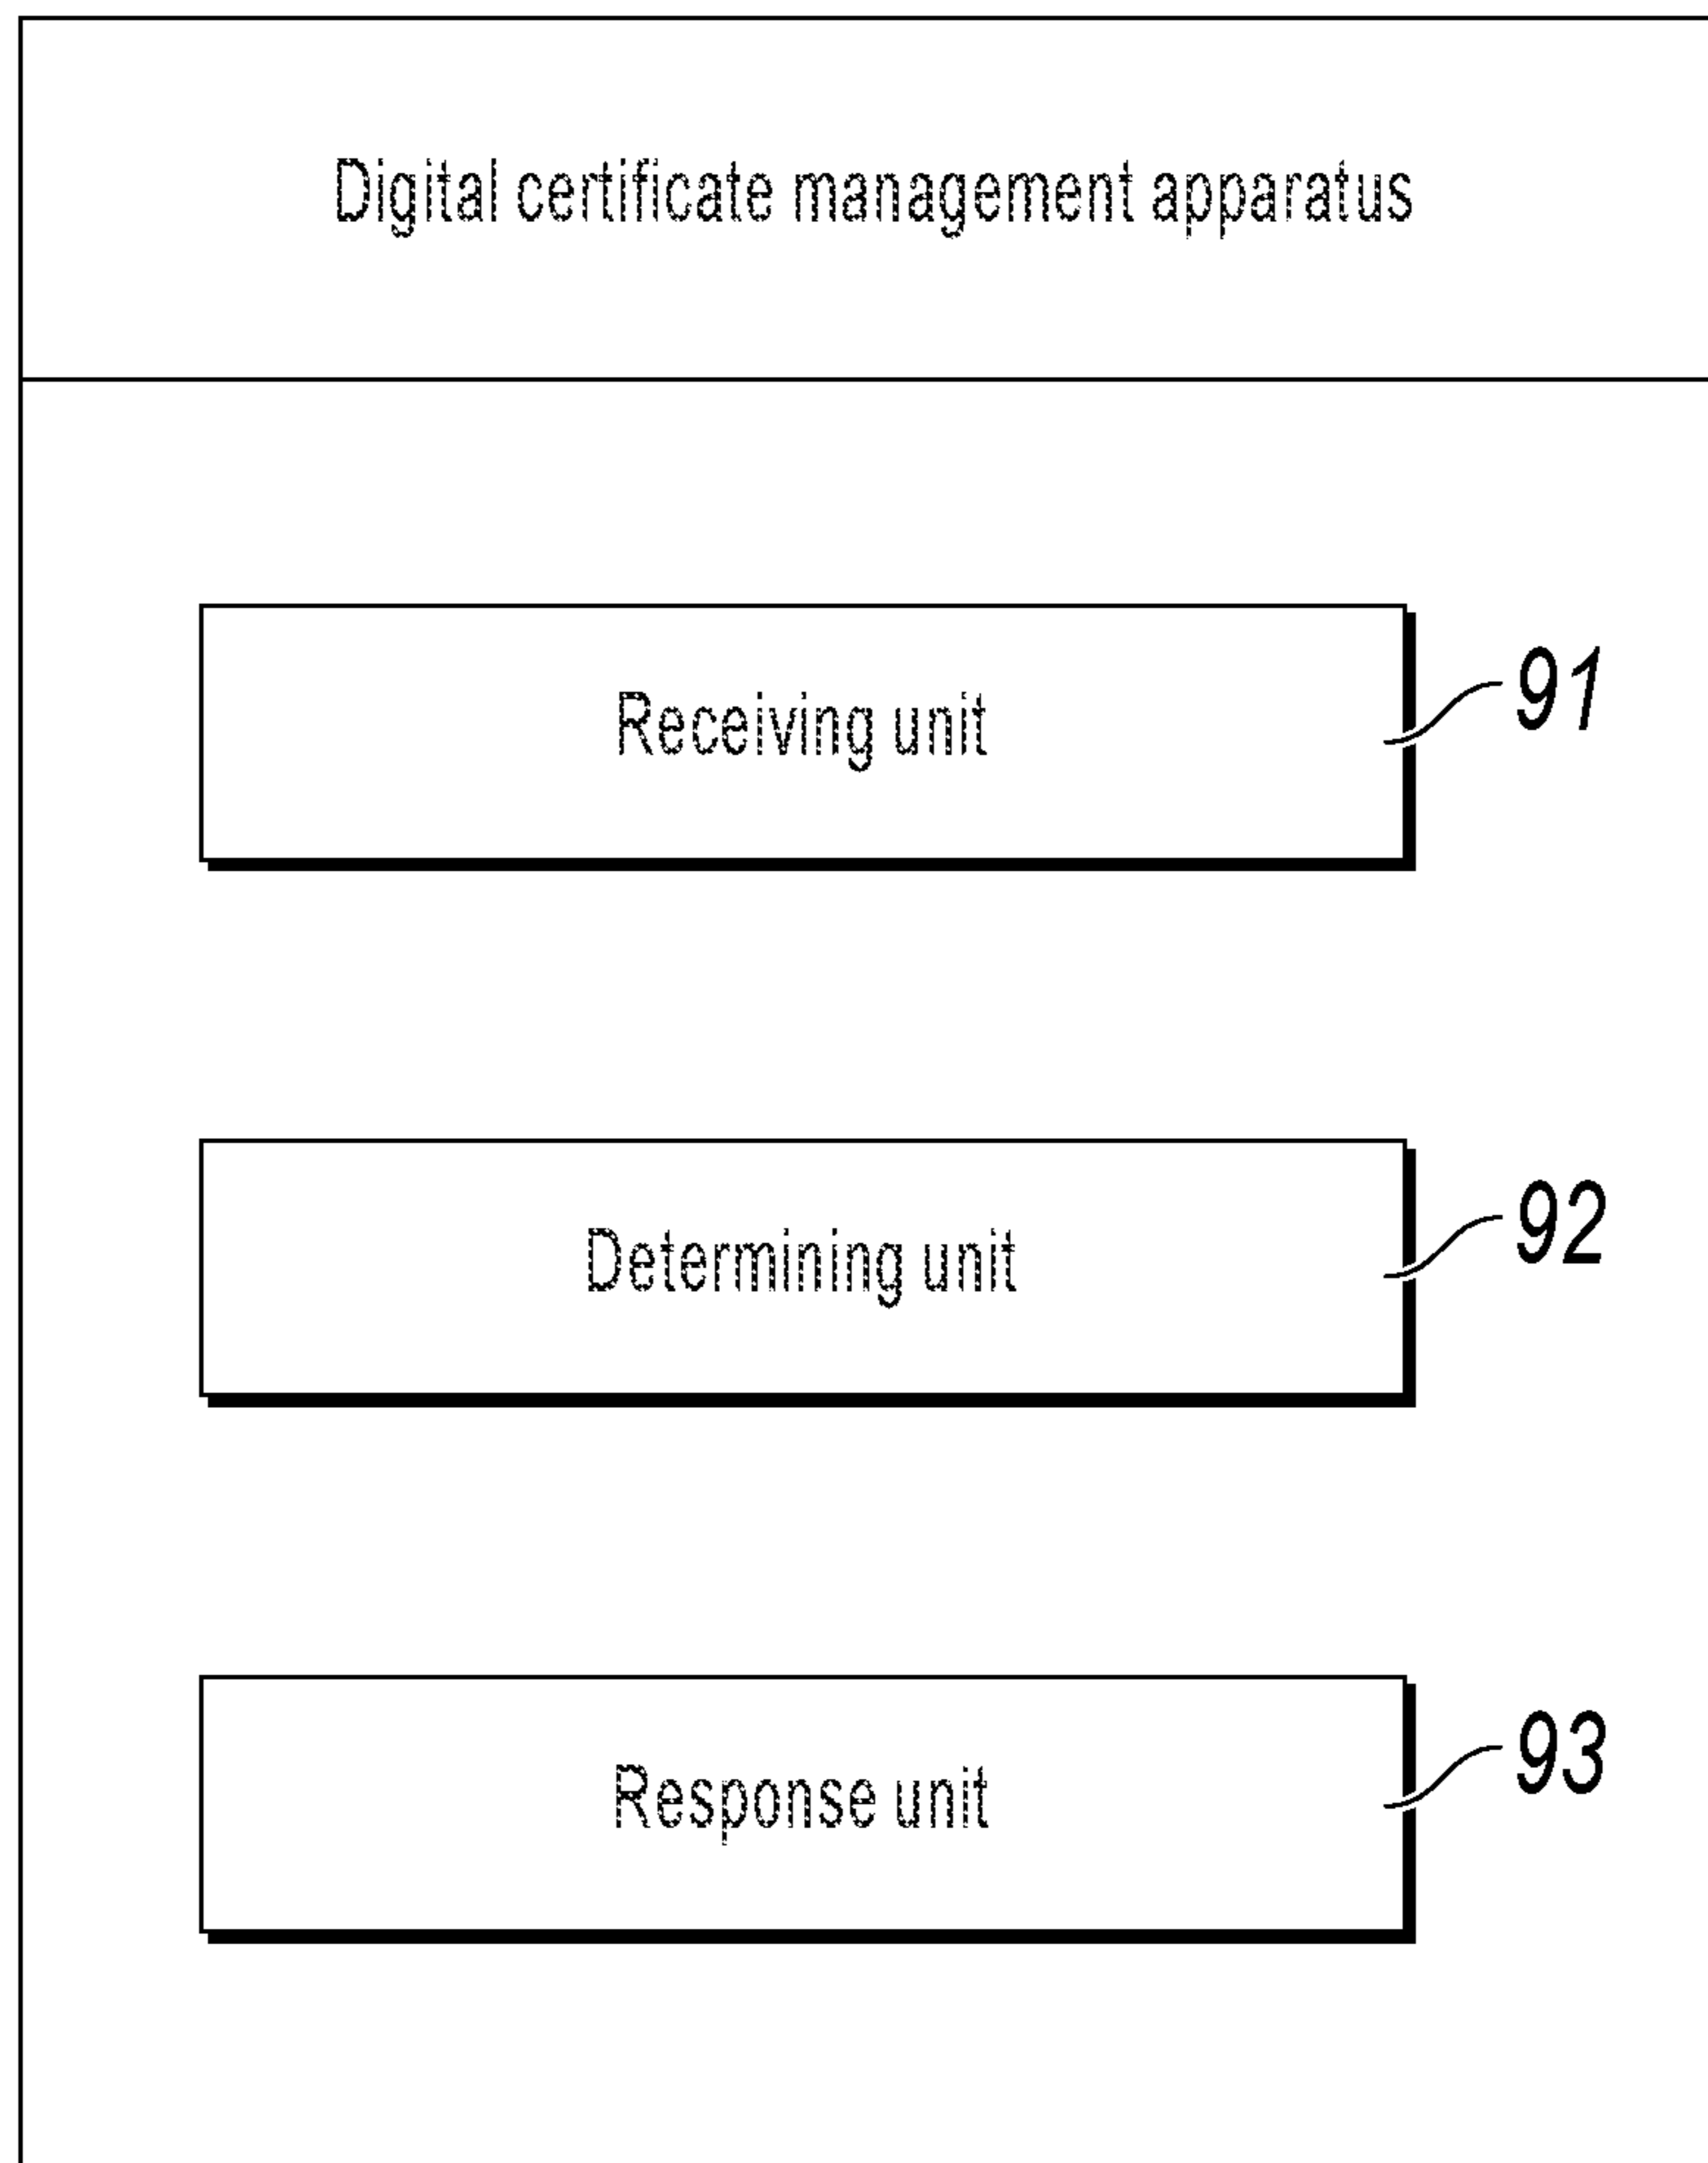 Digital certificate management apparatus
Receiving unit
91
Determining unit
92
Response unit
93